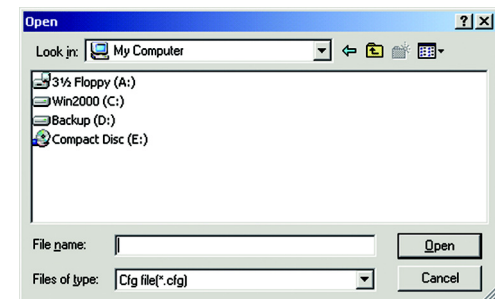 Open
Look in: My Computer
3½ Floppy (A:)
Win2000 (C:)
Backup (D:)
Compact Disc (E:)
File name: Open
Files of type: Cfg file(*.cfg) Cancel